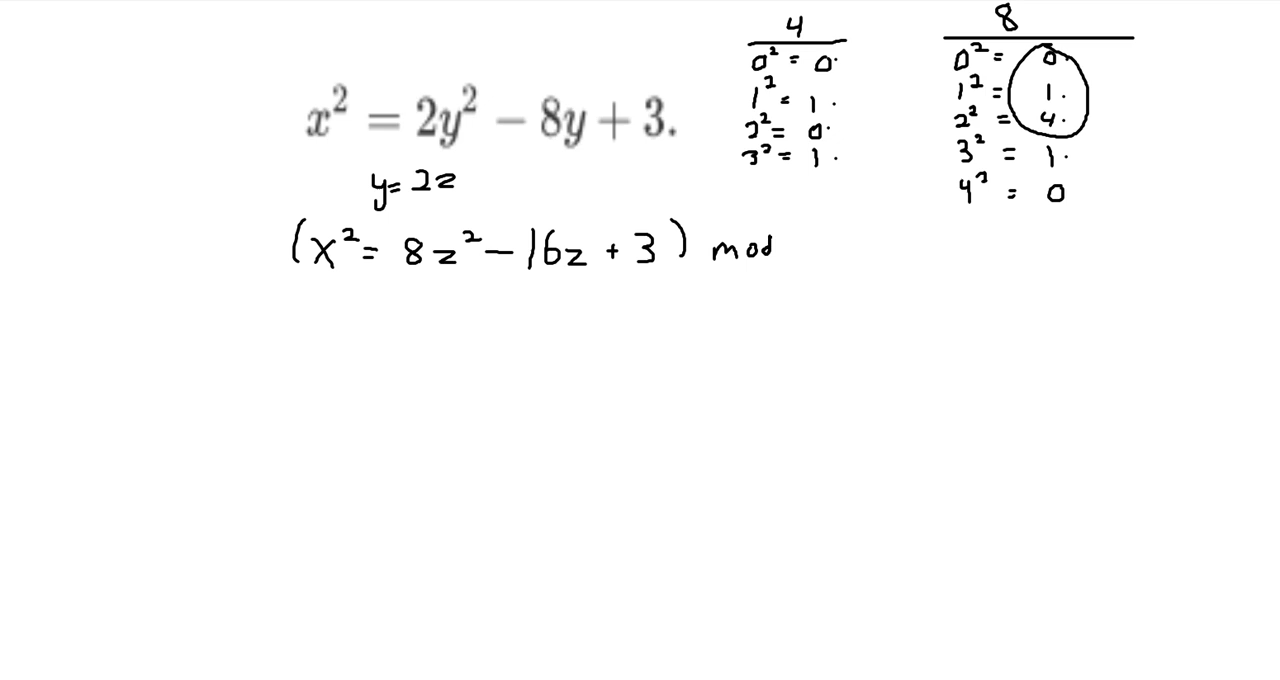 x² = 2y² − 8y + 3.
y = 2z
(x² = 8z² − 16z + 3) mod
4
0² = 0.
1² = 1.
2² = 0.
3² = 1.
8
0² = 0.
1² = 1.
2² = 4.
3² = 1.
4² = 0